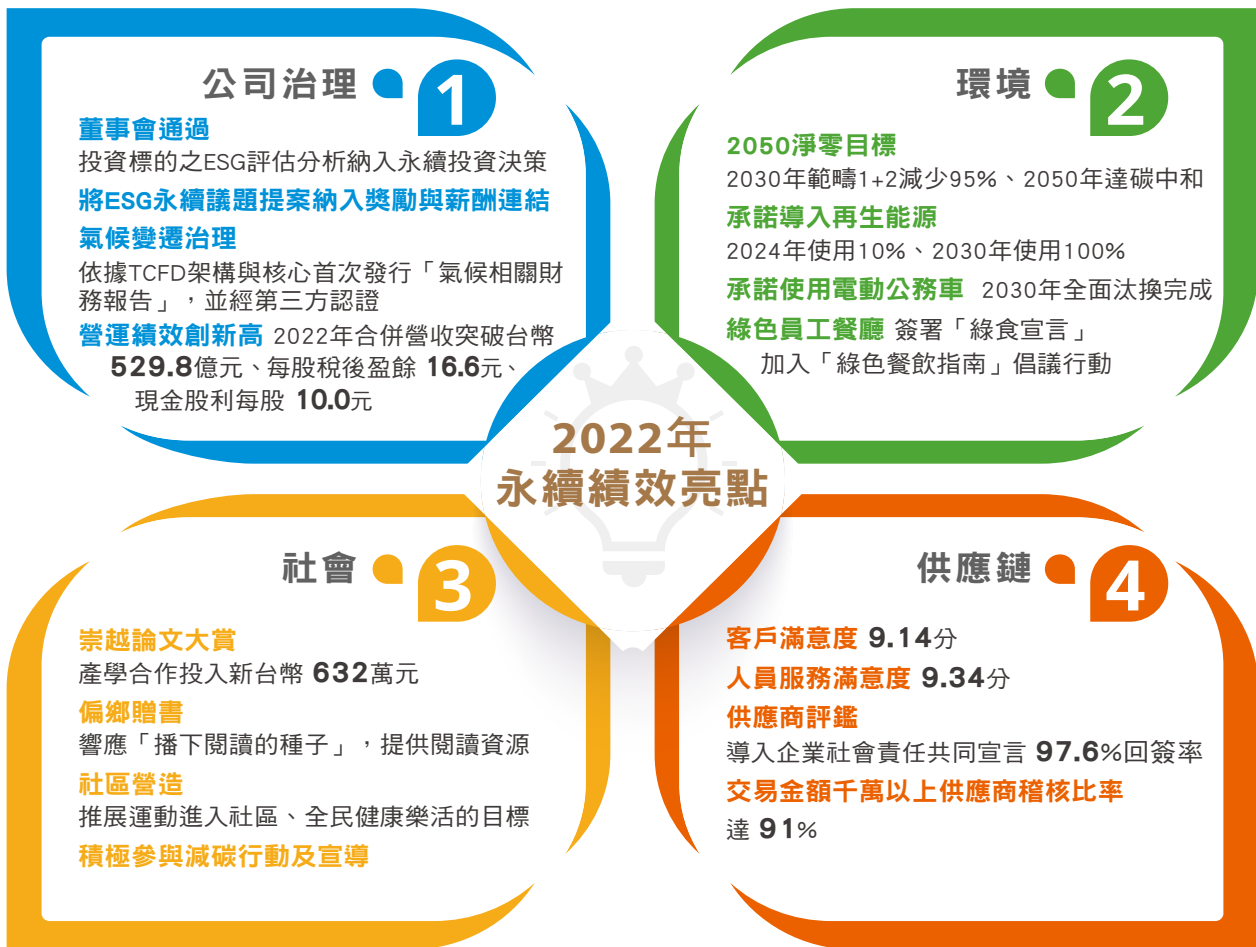 公司治理
1
董事會通過
投資標的之ESG評估分析納入永續投資決策
將ESG永續議題提案納入獎勵與薪酬連結
氣候變遷治理
依據TCFD架構與核心首次發行「氣候相關財
務報告」，並經第三方認證
營運績效創新高 2022年合併營收突破台幣
529.8億元、每股稅後盈餘 16.6元、
現金股利每股 10.0元
環境
2
2050淨零目標
2030年範疇1+2減少95%、2050年達碳中和
承諾導入再生能源
2024年使用10%、2030年使用100%
承諾使用電動公務車 2030年全面汰換完成
綠色員工餐廳 簽署「綠食宣言」
加入「綠色餐飲指南」倡議行動
2022年
永續績效亮點
社會
3
崇越論文大賞
產學合作投入新台幣 632萬元
偏鄉贈書
響應「播下閱讀的種子」，提供閱讀資源
社區營造
推展運動進入社區、全民健康樂活的目標
積極參與減碳行動及宣導
供應鏈
4
客戶滿意度 9.14分
人員服務滿意度 9.34分
供應商評鑑
導入企業社會責任共同宣言 97.6%回簽率
交易金額千萬以上供應商稽核比率
達 91%